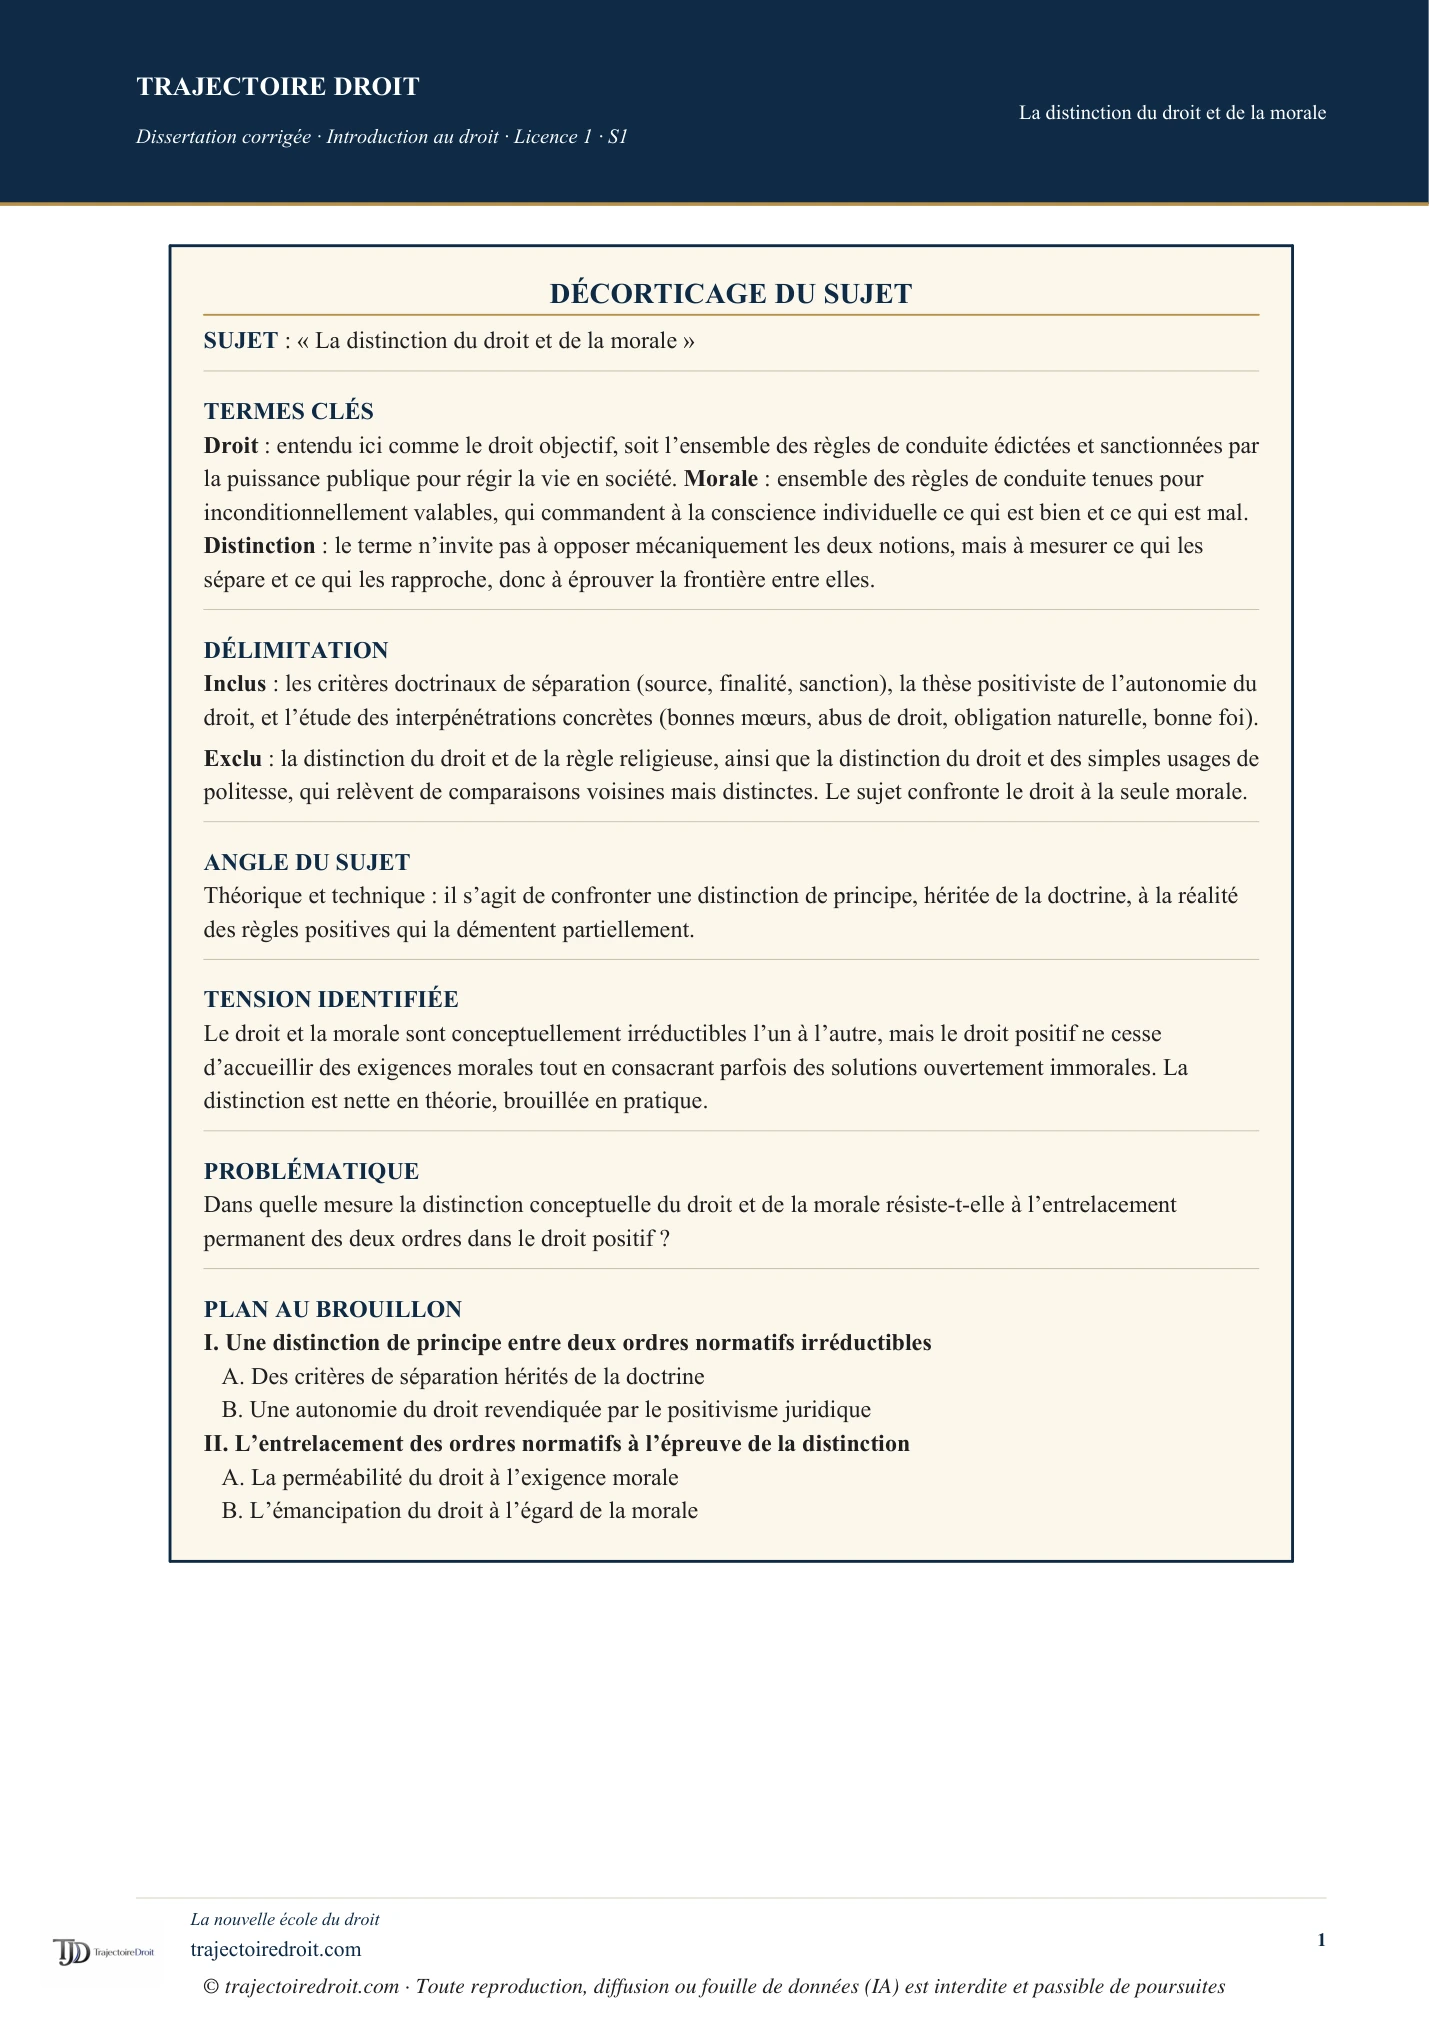 TRAJECTOIRE DROIT
Dissertation corrigée · Introduction au droit · Licence 1 · S1
La distinction du droit et de la morale
DÉCORTICAGE DU SUJET
SUJET : « La distinction du droit et de la morale »
TERMES CLÉS
Droit : entendu ici comme le droit objectif, soit l’ensemble des règles de conduite édictées et sanctionnées par
la puissance publique pour régir la vie en société. Morale : ensemble des règles de conduite tenues pour
inconditionnellement valables, qui commandent à la conscience individuelle ce qui est bien et ce qui est mal.
Distinction : le terme n’invite pas à opposer mécaniquement les deux notions, mais à mesurer ce qui les
sépare et ce qui les rapproche, donc à éprouver la frontière entre elles.
DÉLIMITATION
Inclus : les critères doctrinaux de séparation (source, finalité, sanction), la thèse positiviste de l’autonomie du
droit, et l’étude des interpénétrations concrètes (bonnes mœurs, abus de droit, obligation naturelle, bonne foi).
Exclu : la distinction du droit et de la règle religieuse, ainsi que la distinction du droit et des simples usages de
politesse, qui relèvent de comparaisons voisines mais distinctes. Le sujet confronte le droit à la seule morale.
ANGLE DU SUJET
Théorique et technique : il s’agit de confronter une distinction de principe, héritée de la doctrine, à la réalité
des règles positives qui la démentent partiellement.
TENSION IDENTIFIÉE
Le droit et la morale sont conceptuellement irréductibles l’un à l’autre, mais le droit positif ne cesse
d’accueillir des exigences morales tout en consacrant parfois des solutions ouvertement immorales. La
distinction est nette en théorie, brouillée en pratique.
PROBLÉMATIQUE
Dans quelle mesure la distinction conceptuelle du droit et de la morale résiste-t-elle à l’entrelacement
permanent des deux ordres dans le droit positif ?
PLAN AU BROUILLON
I. Une distinction de principe entre deux ordres normatifs irréductibles
A. Des critères de séparation hérités de la doctrine
B. Une autonomie du droit revendiquée par le positivisme juridique
II. L’entrelacement des ordres normatifs à l’épreuve de la distinction
A. La perméabilité du droit à l’exigence morale
B. L’émancipation du droit à l’égard de la morale
La nouvelle école du droit
trajectoiredroit.com
1
TJD TrajectoireDroit
© trajectoiredroit.com · Toute reproduction, diffusion ou fouille de données (IA) est interdite et passible de poursuites